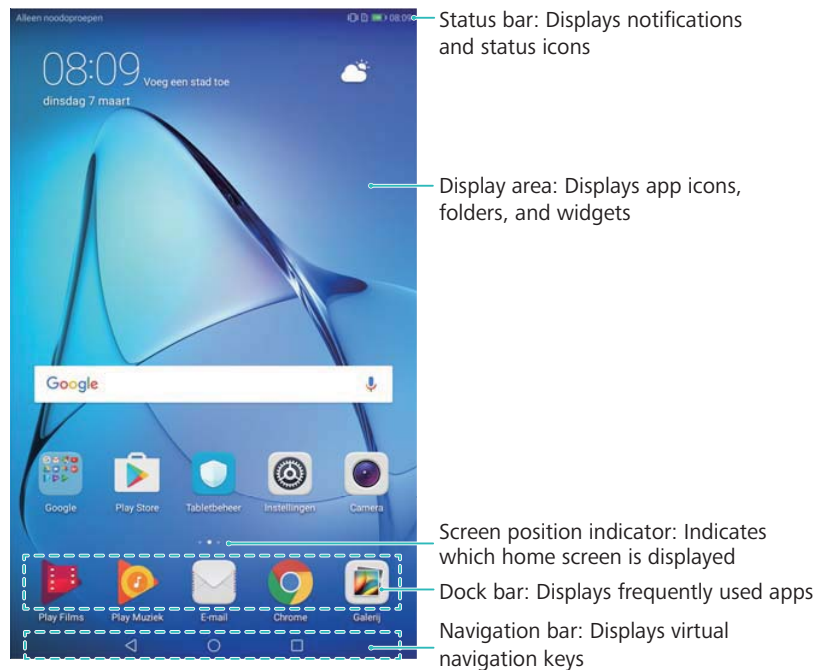 Alleen noodoproepen
08:09
Status bar: Displays notifications
and status icons
08:09 Voeg een stad toe
dinsdag 7 maart
Display area: Displays app icons,
folders, and widgets
Google
Google
Play Store
Tabletbeheer
Instellingen
Camera
Screen position indicator: Indicates
which home screen is displayed
Dock bar: Displays frequently used apps
Play Films
Play Muziek
E-mail
Chrome
Galerij
Navigation bar: Displays virtual
navigation keys